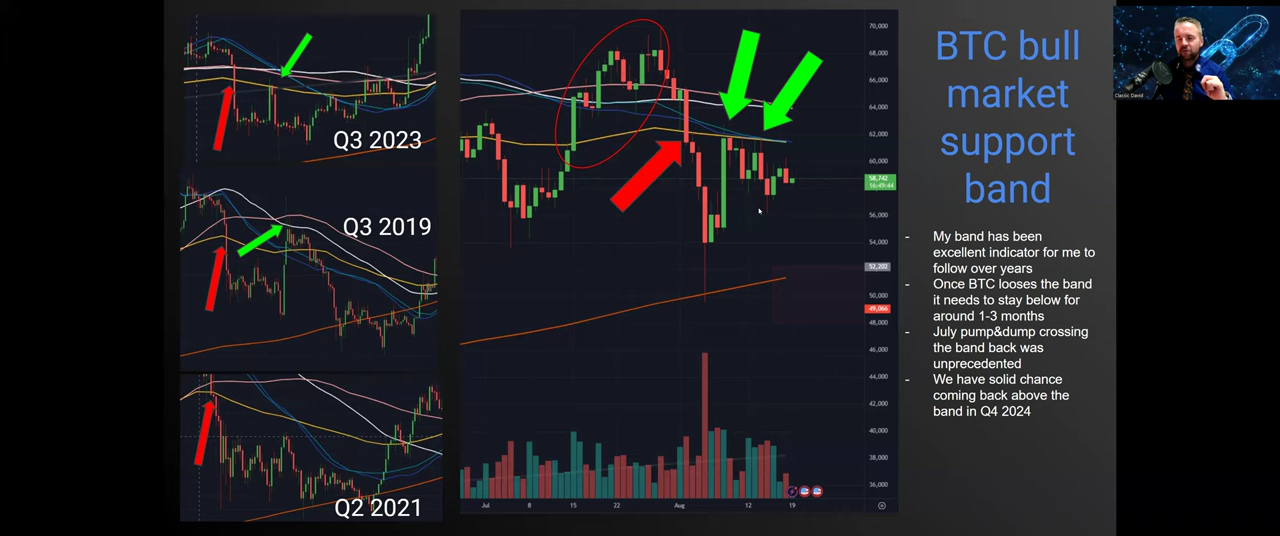 Q3 2023
Q3 2019
Q2 2021
70,000
68,000
66,000
64,000
62,000
60,000
58,742
16:49:44
56,000
54,000
52,202
50,000
49,066
48,000
46,000
44,000
42,000
40,000
38,000
36,000
Jul
8
15
22
Aug
12
19
BTC bull
market
support
band
- My band has been
excellent indicator for me to
follow over years
- Once BTC looses the band
it needs to stay below for
around 1-3 months
- July pump&dump crossing
the band back was
unprecedented
- We have solid chance
coming back above the
band in Q4 2024
Classic David